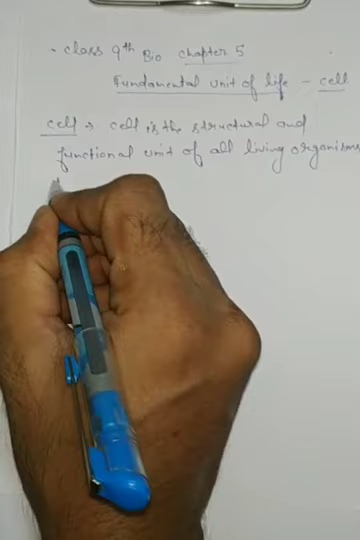 • Class 9th Bio chapter 5
Fundamental unit of life - cell
cell → cell is the structural and
functional unit of all living organisms